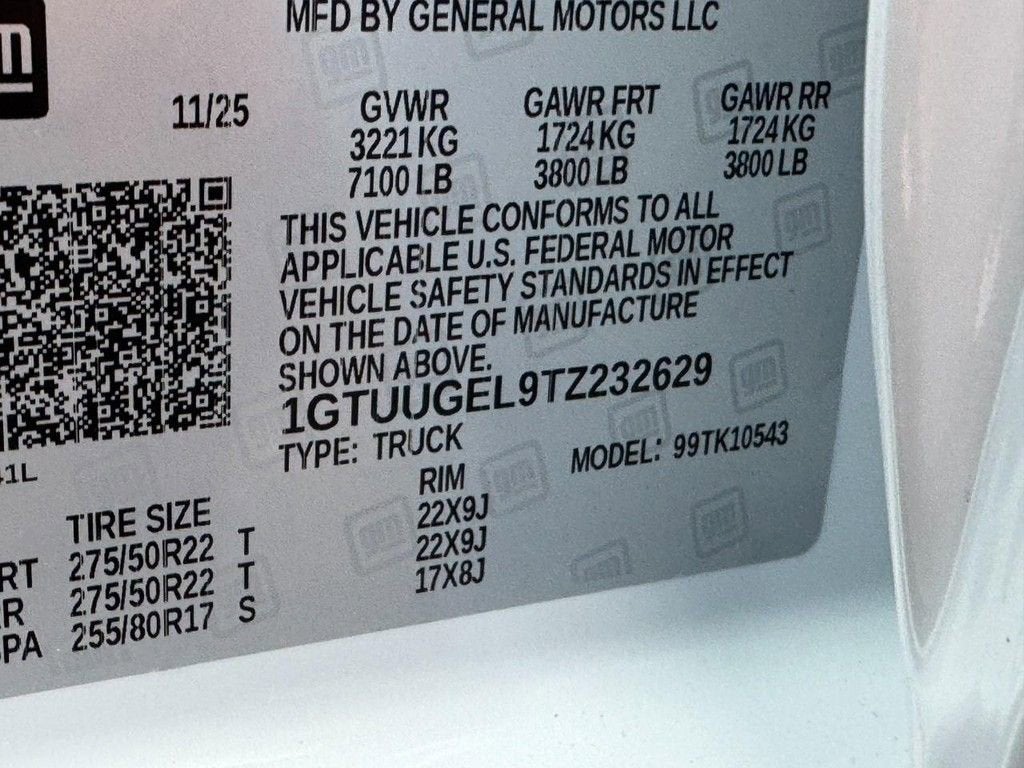 gm
MFD BY GENERAL MOTORS LLC
11/25 GVWR GAWR FRT GAWR RR
3221 KG 1724 KG 1724 KG
7100 LB 3800 LB 3800 LB
THIS VEHICLE CONFORMS TO ALL
APPLICABLE U.S. FEDERAL MOTOR
VEHICLE SAFETY STANDARDS IN EFFECT
ON THE DATE OF MANUFACTURE
SHOWN ABOVE.
1GTUUGEL9TZ232629
TYPE: TRUCK MODEL: 99TK10543
41L
TIRE SIZE RIM
RT 275/50R22 T 22X9J
R 275/50R22 T 22X9J
SPA 255/80R17 S 17X8J